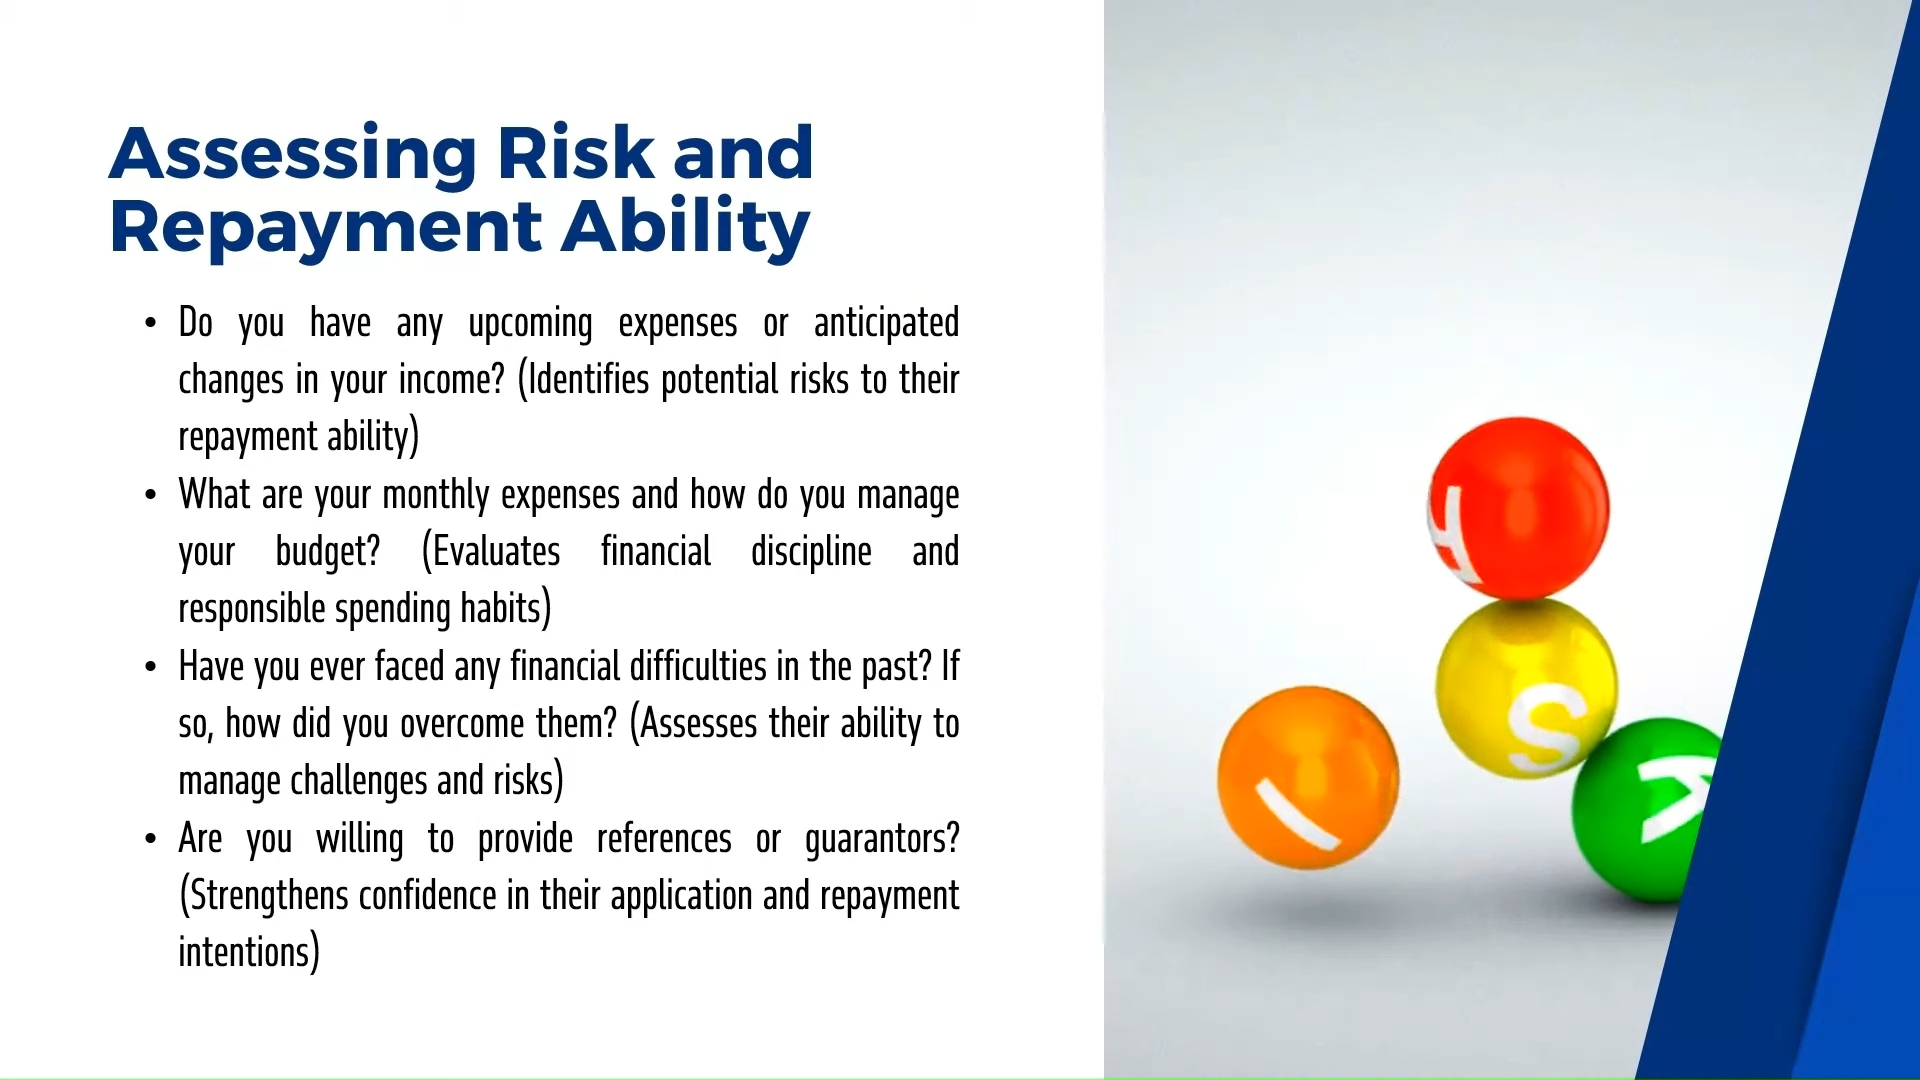 Assessing Risk and
Repayment Ability
• Do you have any upcoming expenses or anticipated
changes in your income? (Identifies potential risks to their
repayment ability)
• What are your monthly expenses and how do you manage
your budget? (Evaluates financial discipline and
responsible spending habits)
• Have you ever faced any financial difficulties in the past? If
so, how did you overcome them? (Assesses their ability to
manage challenges and risks)
• Are you willing to provide references or guarantors?
(Strengthens confidence in their application and repayment
intentions)
R
S
I
K